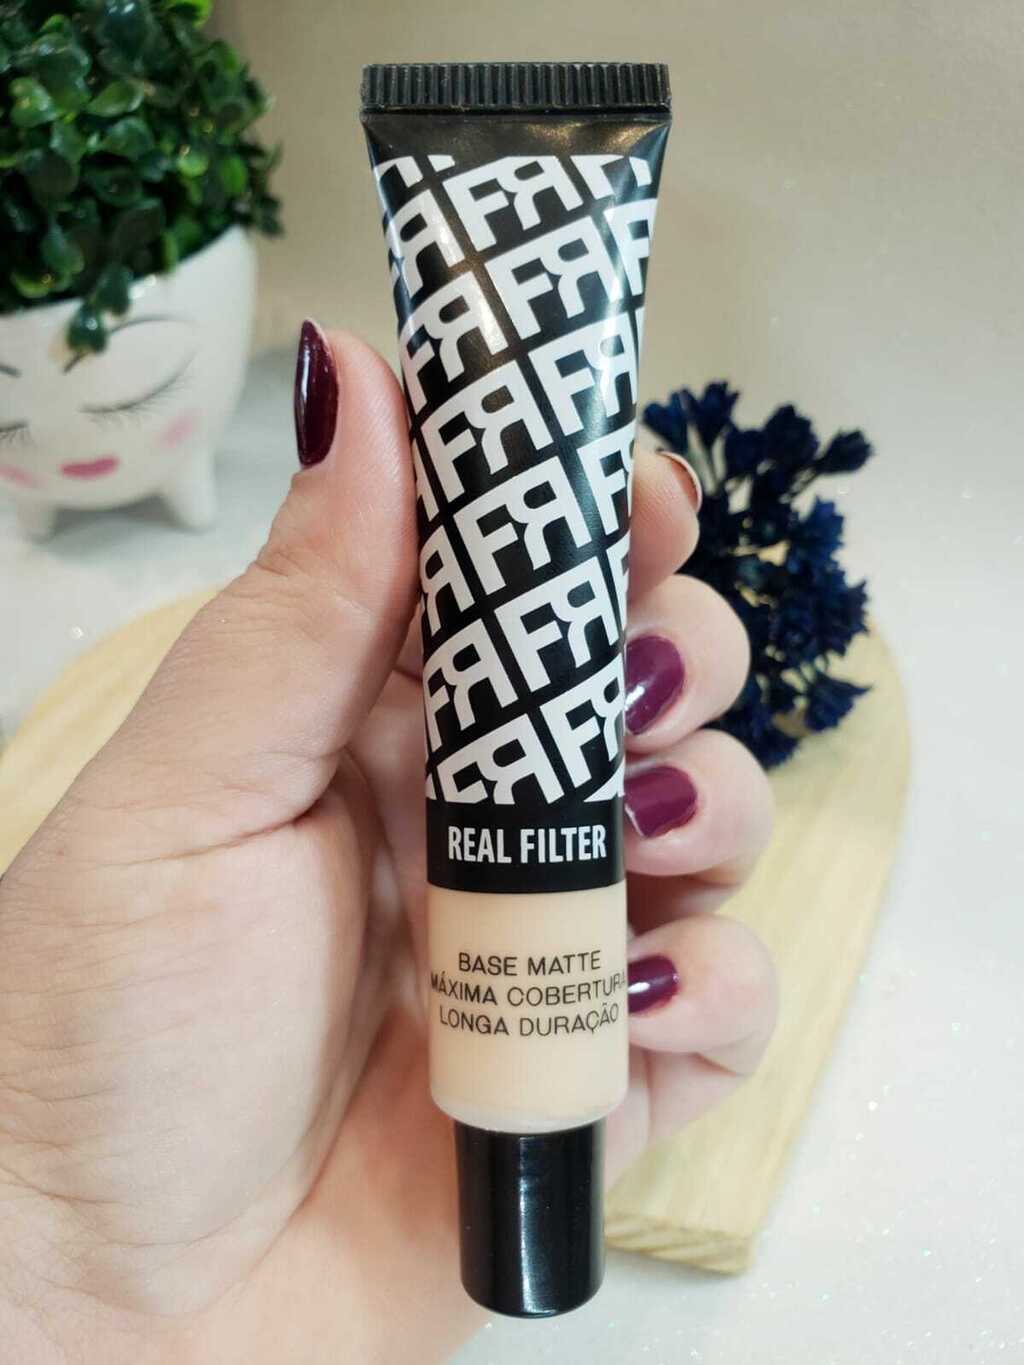 REAL FILTER
BASE MATTE
MÁXIMA COBERTURA
LONGA DURAÇÃO